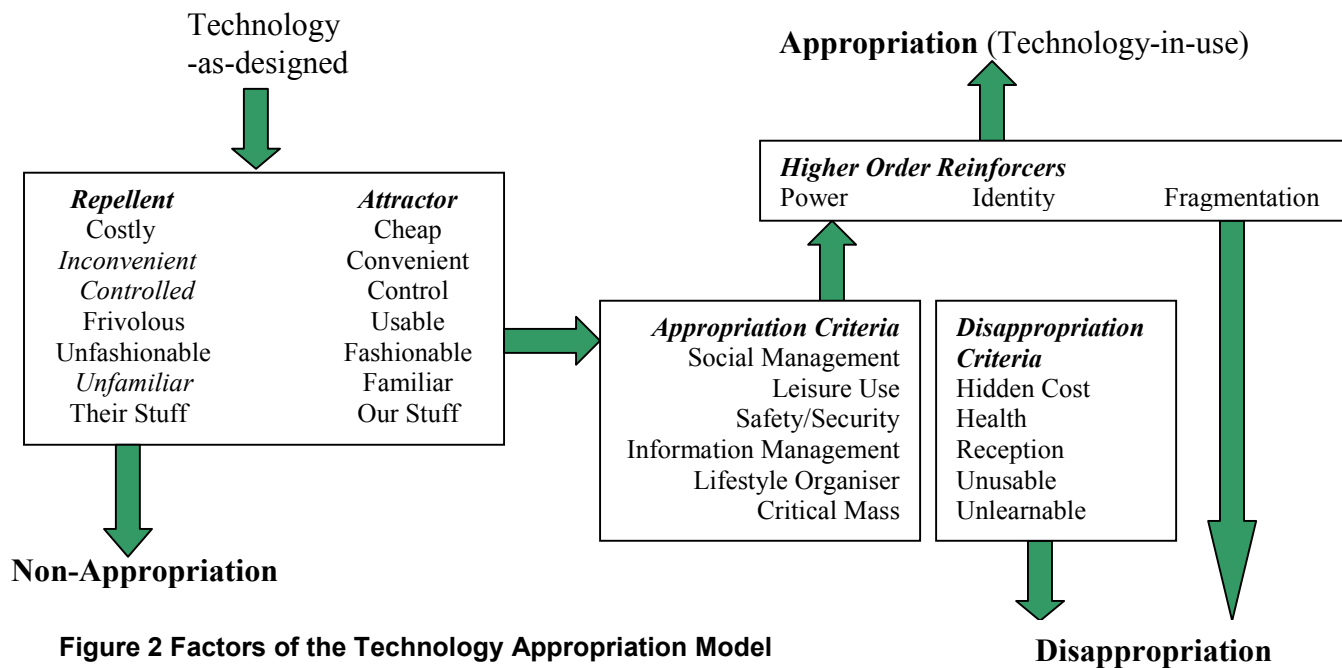 Technology
-as-designed
Appropriation (Technology-in-use)
Repellent Attractor
Costly Cheap
Inconvenient Convenient
Controlled Control
Frivolous Usable
Unfashionable Fashionable
Unfamiliar Familiar
Their Stuff Our Stuff
Higher Order Reinforcers
Power Identity Fragmentation
Appropriation Criteria
Social Management
Leisure Use
Safety/Security
Information Management
Lifestyle Organiser
Critical Mass
Disappropriation
Criteria
Hidden Cost
Health
Reception
Unusable
Unlearnable
Non-Appropriation
Disappropriation
Figure 2 Factors of the Technology Appropriation Model